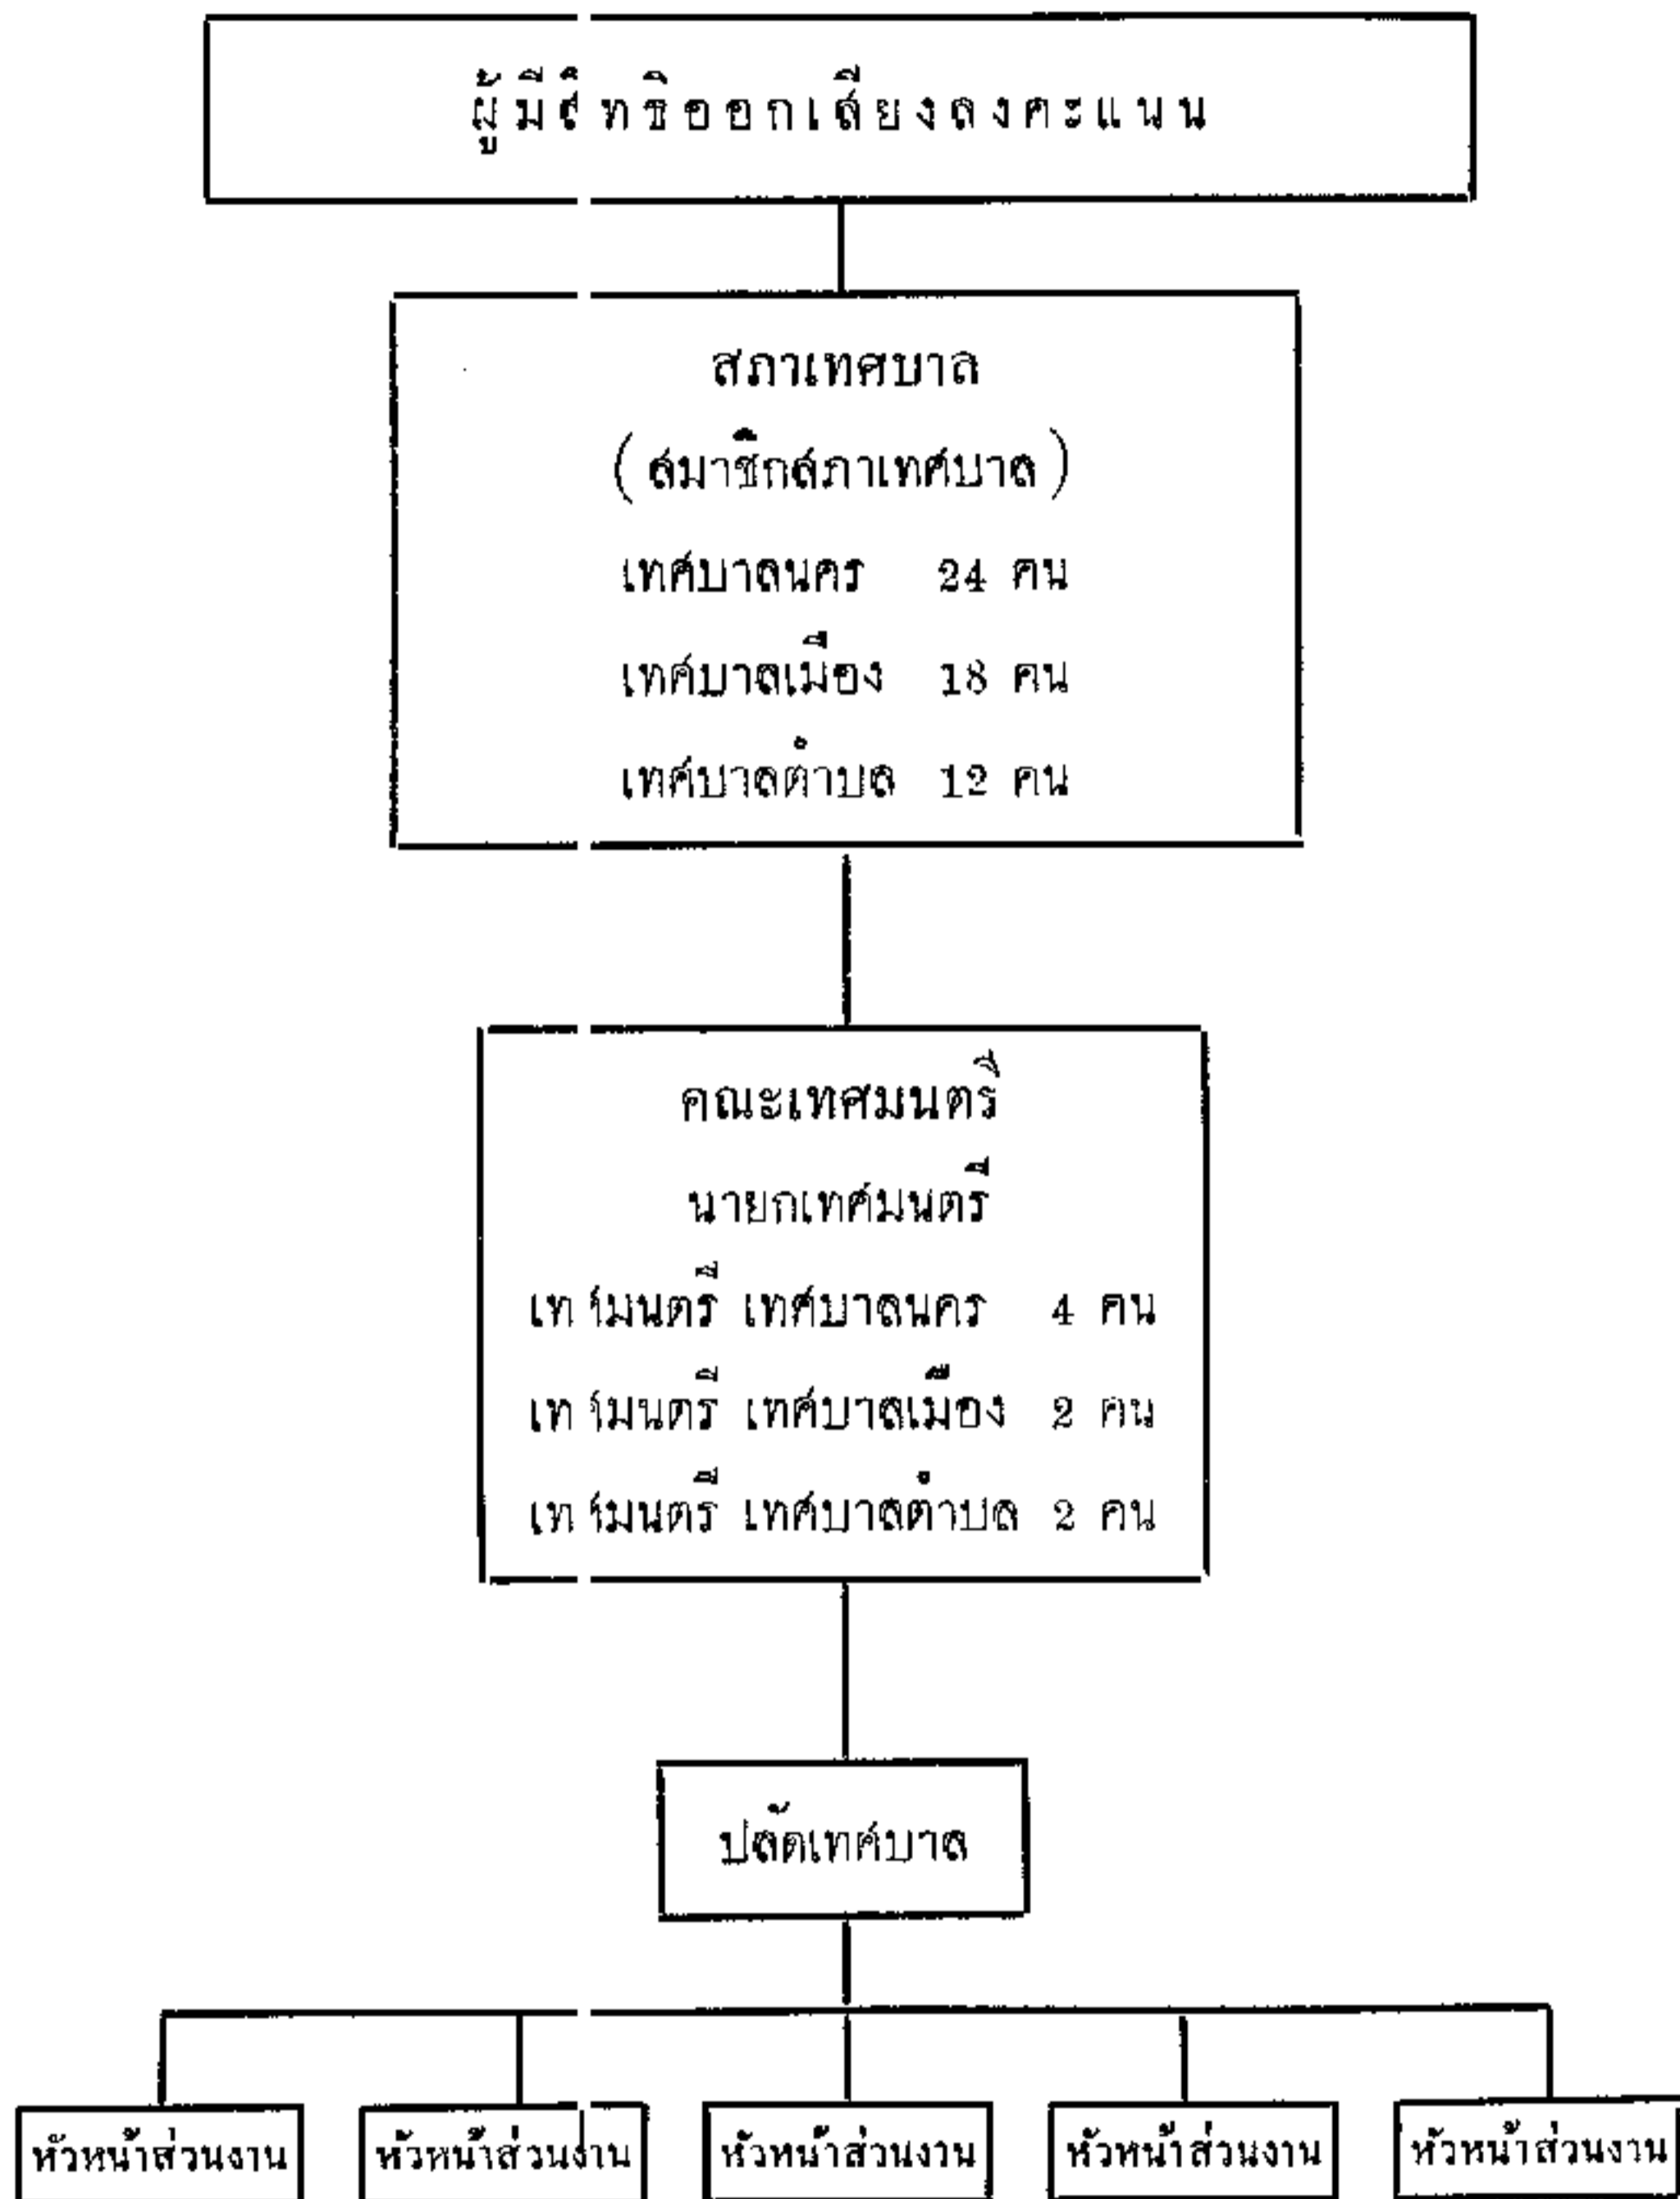 ผู้มีสิทธิออกเสียงลงคะแนน
สภาเทศบาล
(สมาชิกสภาเทศบาล)
เทศบาลนคร 24 คน
เทศบาลเมือง 18 คน
เทศบาลตำบล 12 คน
คณะเทศมนตรี
นายกเทศมนตรี
เทศมนตรี เทศบาลนคร 4 คน
เทศมนตรี เทศบาลเมือง 2 คน
เทศมนตรี เทศบาลตำบล 2 คน
ปลัดเทศบาล
หัวหน้าส่วนงาน หัวหน้าส่วนงาน หัวหน้าส่วนงาน หัวหน้าส่วนงาน หัวหน้าส่วนงาน